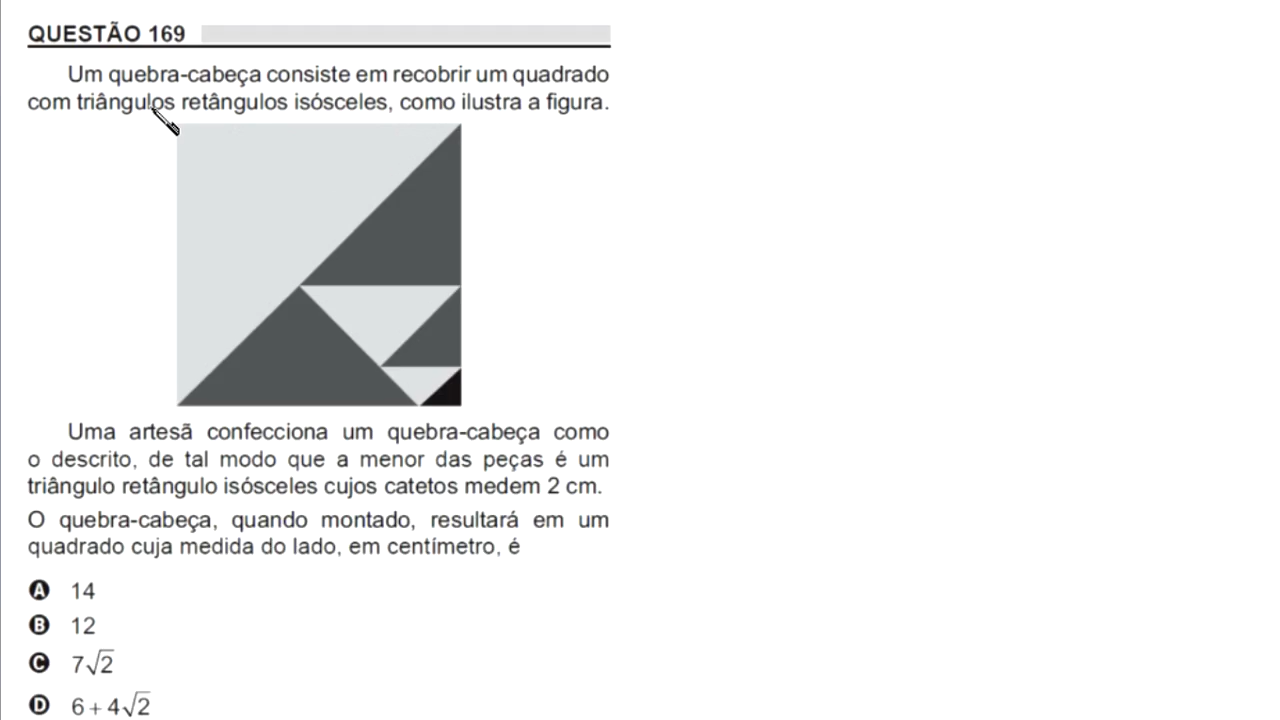 QUESTÃO 169
Um quebra-cabeça consiste em recobrir um quadrado
com triângulos retângulos isósceles, como ilustra a figura.
Uma artesã confecciona um quebra-cabeça como
o descrito, de tal modo que a menor das peças é um
triângulo retângulo isósceles cujos catetos medem 2 cm.
O quebra-cabeça, quando montado, resultará em um
quadrado cuja medida do lado, em centímetro, é
A 14
B 12
C 7√2
D 6 + 4√2